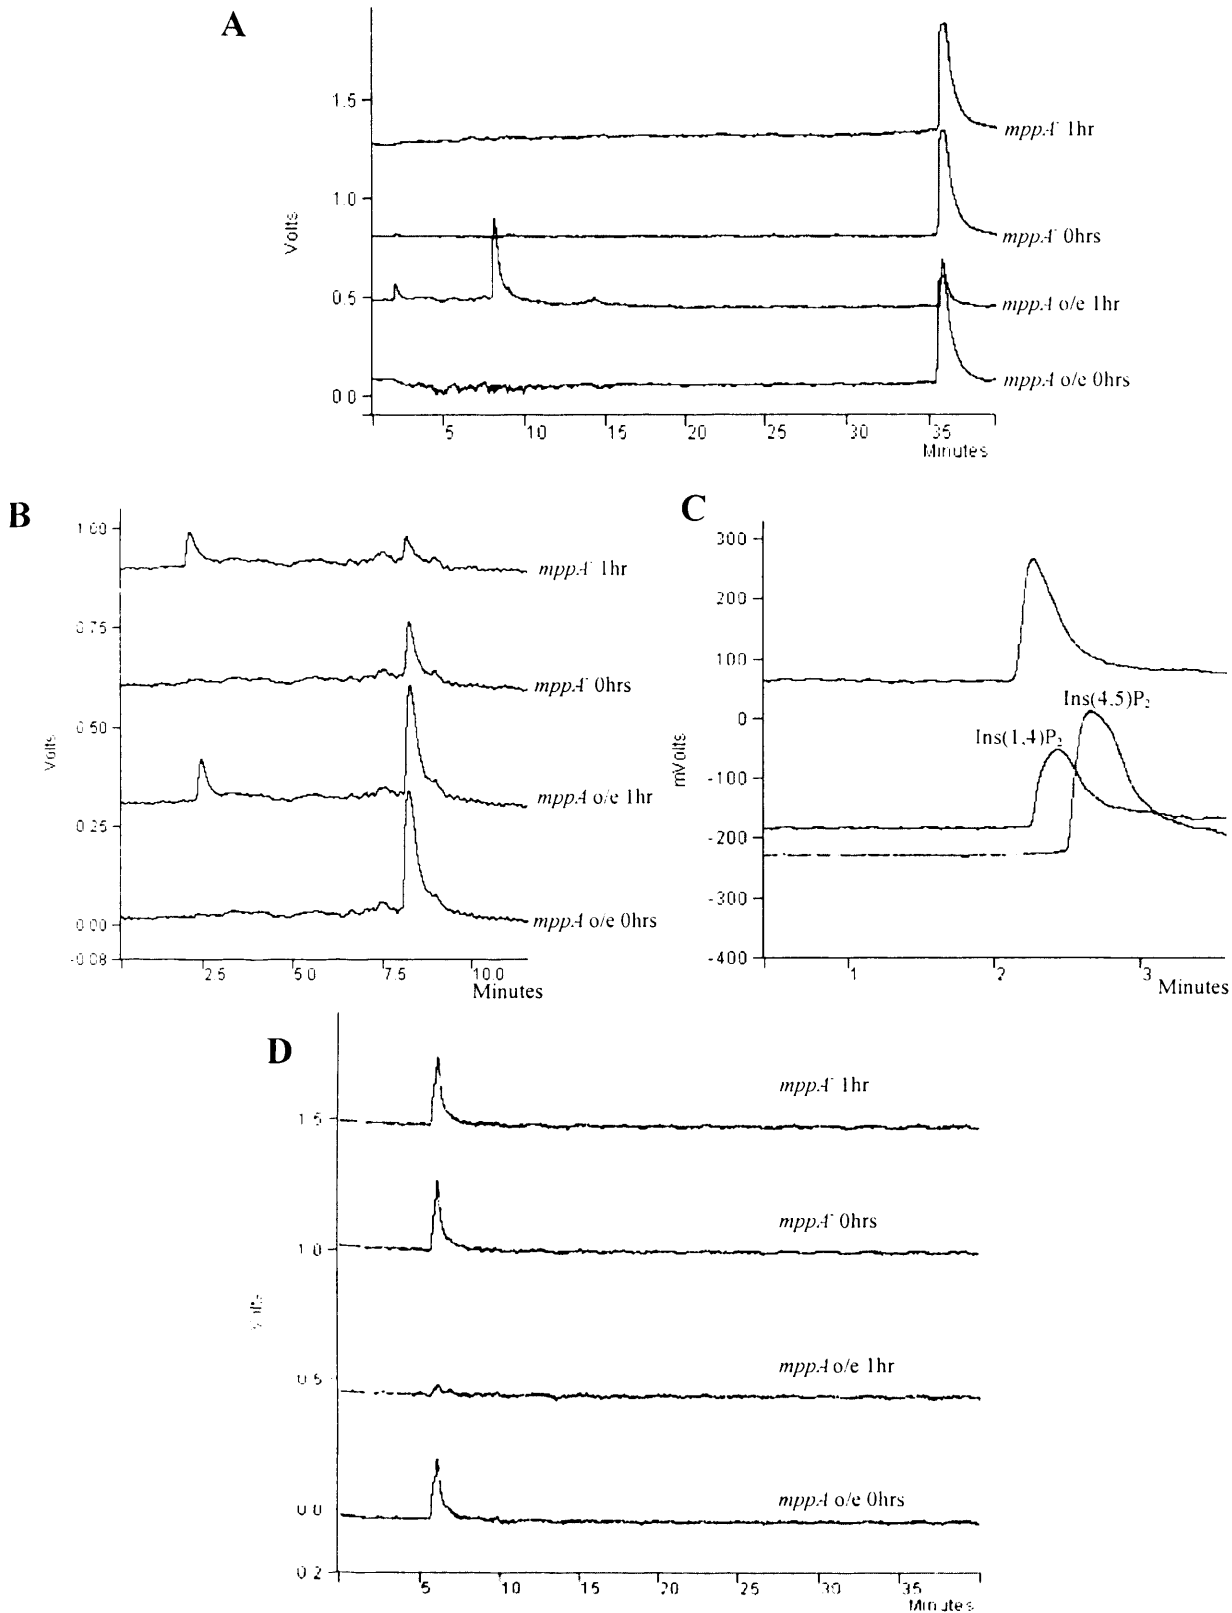 A
1.5
1.0
0.5
0.0
Volts
mppA⁻ 1hr
mppA⁻ 0hrs
mppA o/e 1hr
mppA o/e 0hrs
5 10 15 20 25 30 35
Minutes
B
1.00
0.75
0.50
0.25
0.00
-0.08
Volts
mppA⁻ 1hr
mppA⁻ 0hrs
mppA o/e 1hr
mppA o/e 0hrs
2.5 5.0 7.5 10.0
Minutes
C
300
200
100
0
-100
-200
-300
-400
mVolts
Ins(4,5)P₂
Ins(1,4)P₂
1 2 3
Minutes
D
1.5
1.0
0.5
0.0
0.2
Volts
mppA⁻ 1hr
mppA⁻ 0hrs
mppA o/e 1hr
mppA o/e 0hrs
5 10 15 20 25 30 35
Minutes